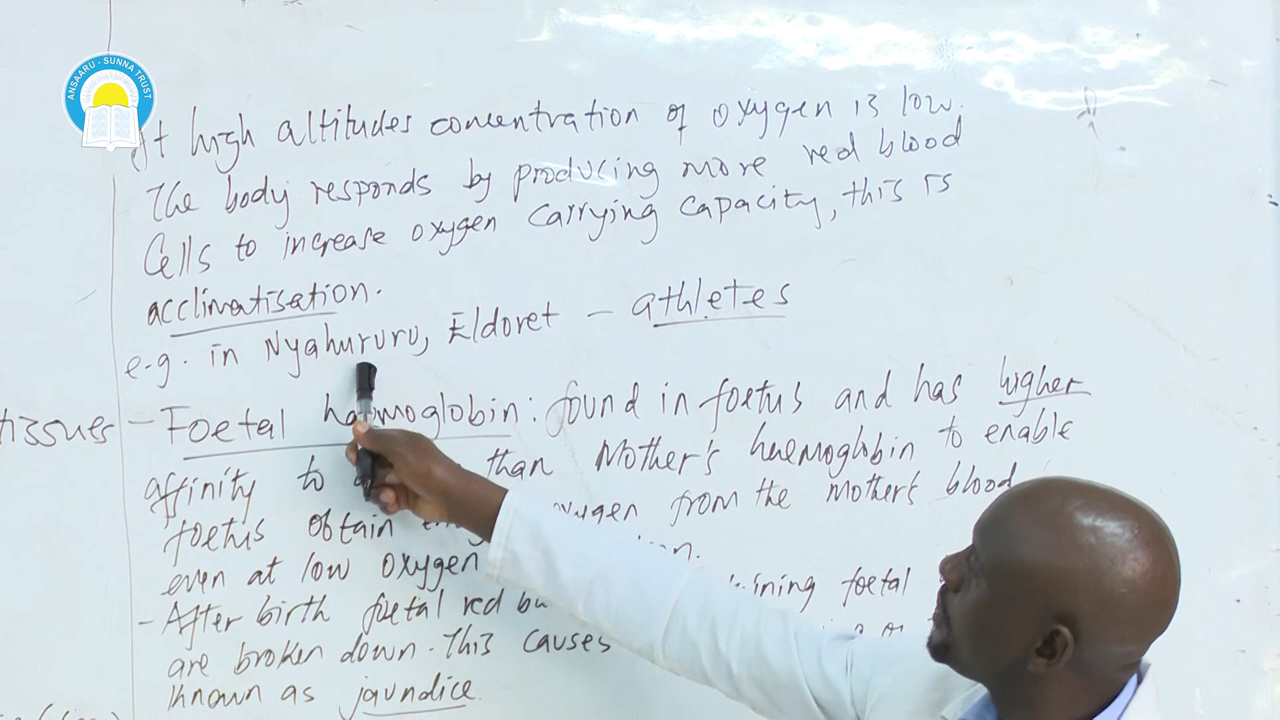 ANSAARU - SUNNA TRUST
At high altitudes concentration of oxygen is low.
The body responds by producing more red blood
Cells to increase oxygen carrying capacity, this is
acclimatisation.
e.g. in Nyahururu, Eldoret - athletes
tissues - Foetal haemoglobin: found in foetus and has higher
affinity to than Mother's haemoglobin to enable
foetus obtain from the mother's blood
even at low oxygen
- After birth foetal red foetal
are broken down. This causes
known as jaundice.